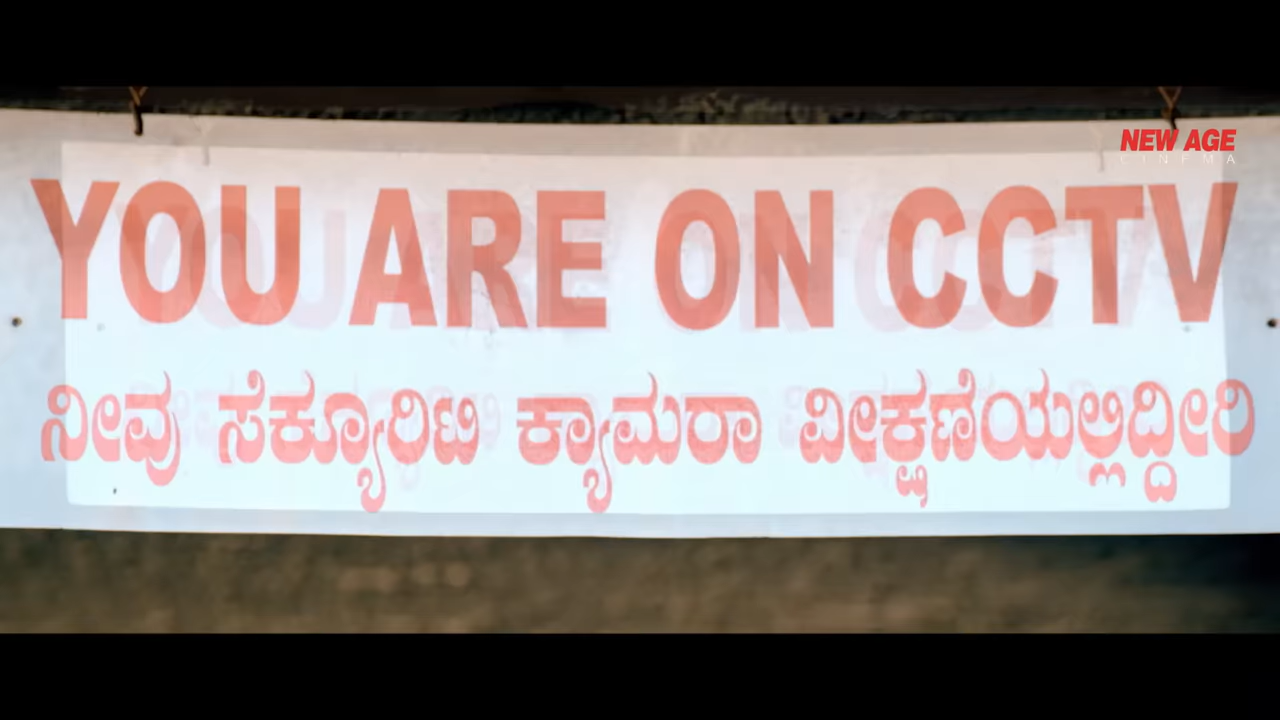 NEW AGE
CINEMA
YOU ARE ON CCTV
ನೀವು ಸೆಕ್ಯೂರಿಟಿ ಕ್ಯಾಮರಾ ವೀಕ್ಷಣೆಯಲ್ಲಿದ್ದೀರಿ